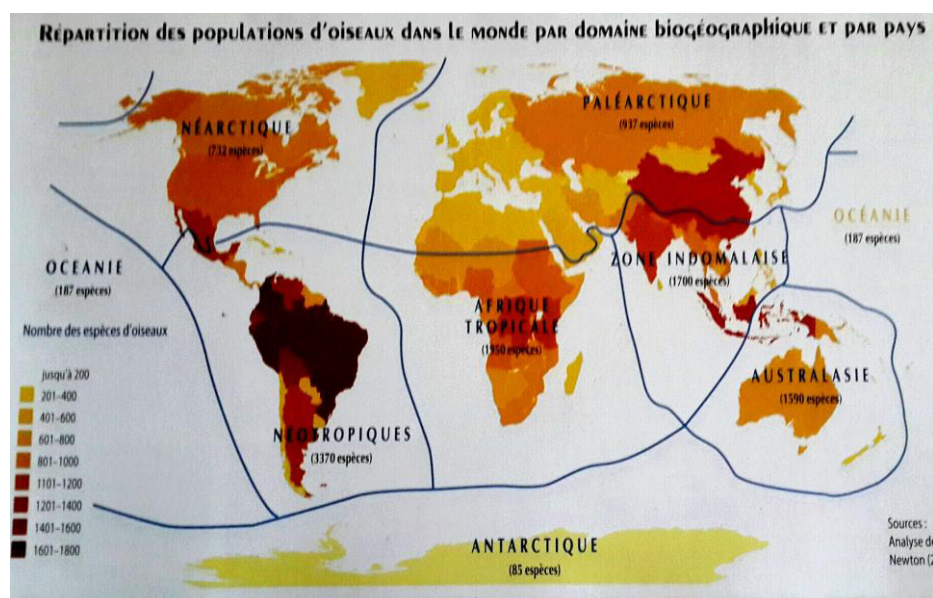 Répartition des populations d'oiseaux dans le monde par domaine biogéographique et par pays
PALÉARCTIQUE
(937 espèces)
NÉARCTIQUE
(732 espèces)
OCÉANIE
(187 espèces)
OCEANIE
(187 espèces)
ZONE INDOMALAISE
(1700 espèces)
Nombre des espèces d'oiseaux
AFRIQUE
TROPICALE
(1950 espèces)
jusqu'à 200
201-400
401-600
601-800
801-1000
1101-1200
1201-1400
1401-1600
1601-1800
AUSTRALASIE
(1590 espèces)
NÉOTROPIQUES
(3370 espèces)
ANTARCTIQUE
(85 espèces)
Sources :
Analyse de
Newton (2